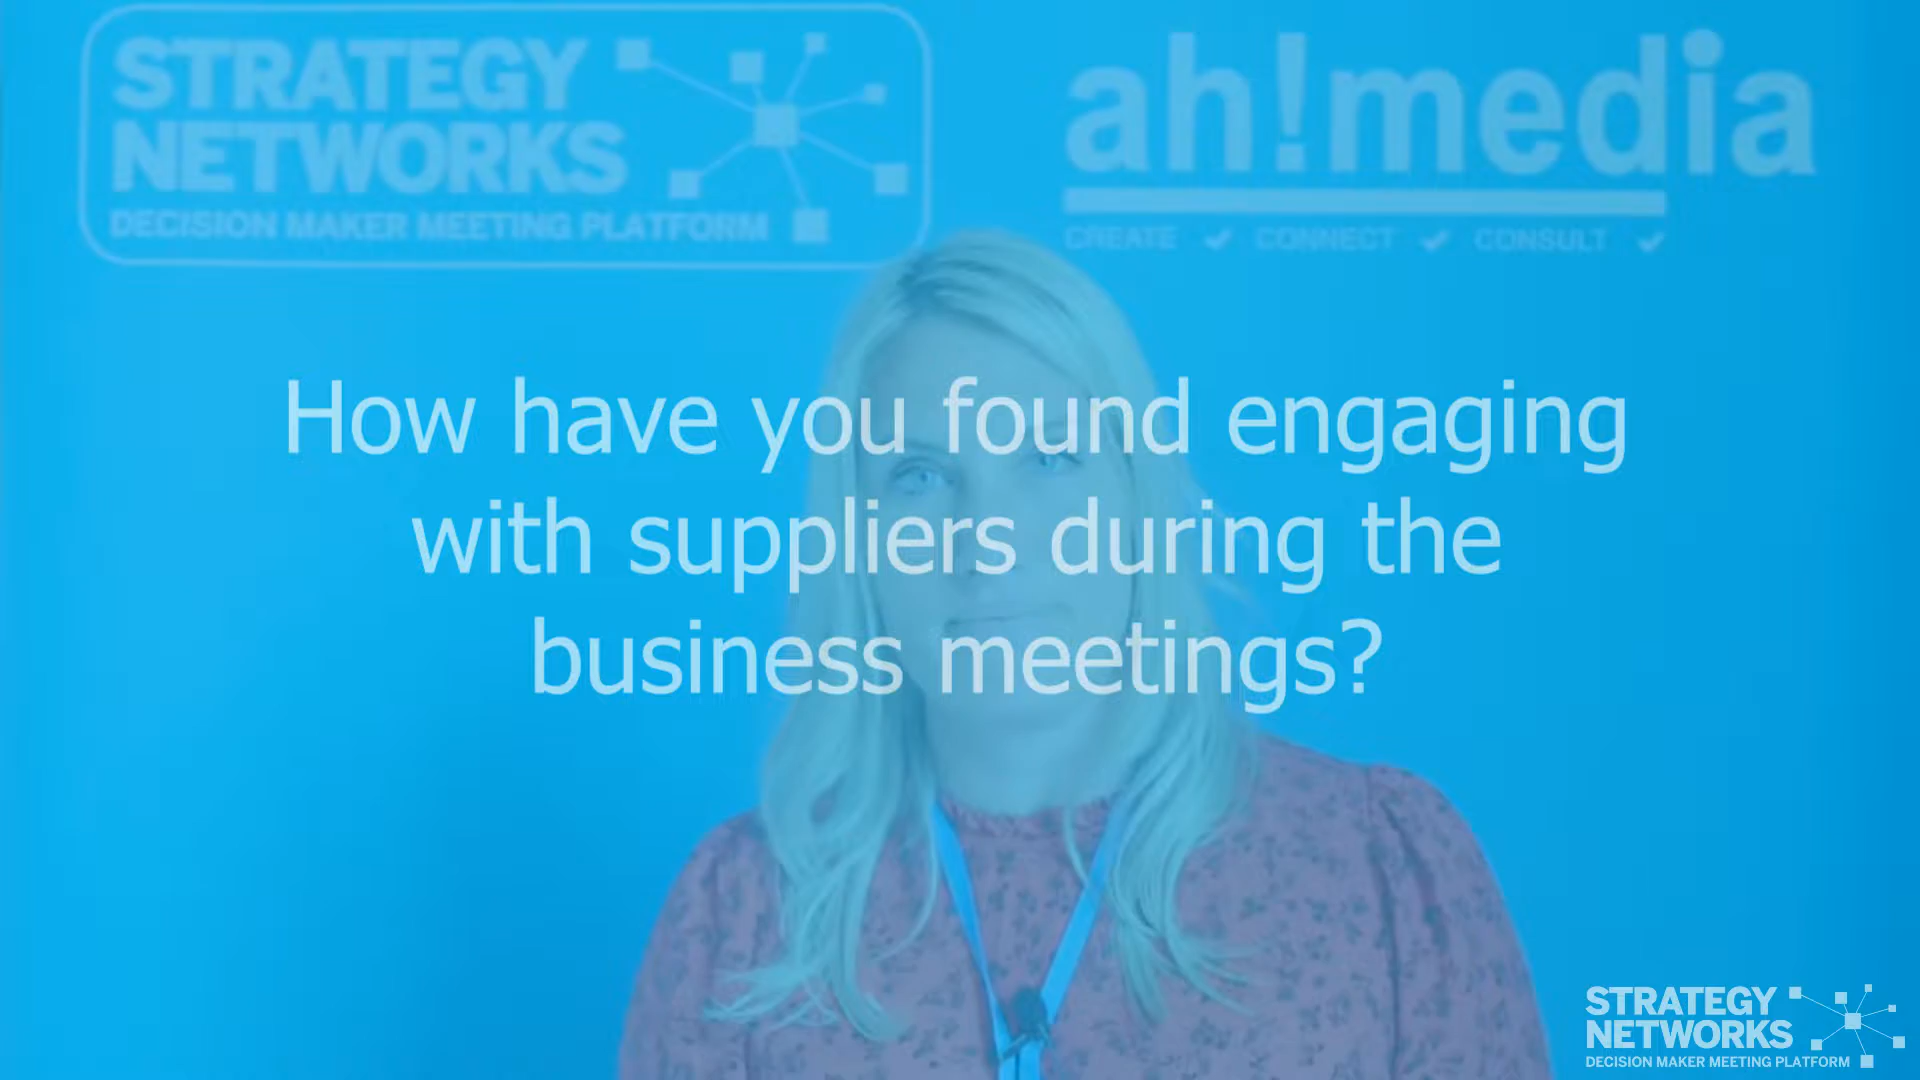 STRATEGY
NETWORKS
DECISION MAKER MEETING PLATFORM
ah!media
CREATE ✓ CONNECT ✓ CONSULT ✓
How have you found engaging
with suppliers during the
business meetings?
STRATEGY
NETWORKS
DECISION MAKER MEETING PLATFORM